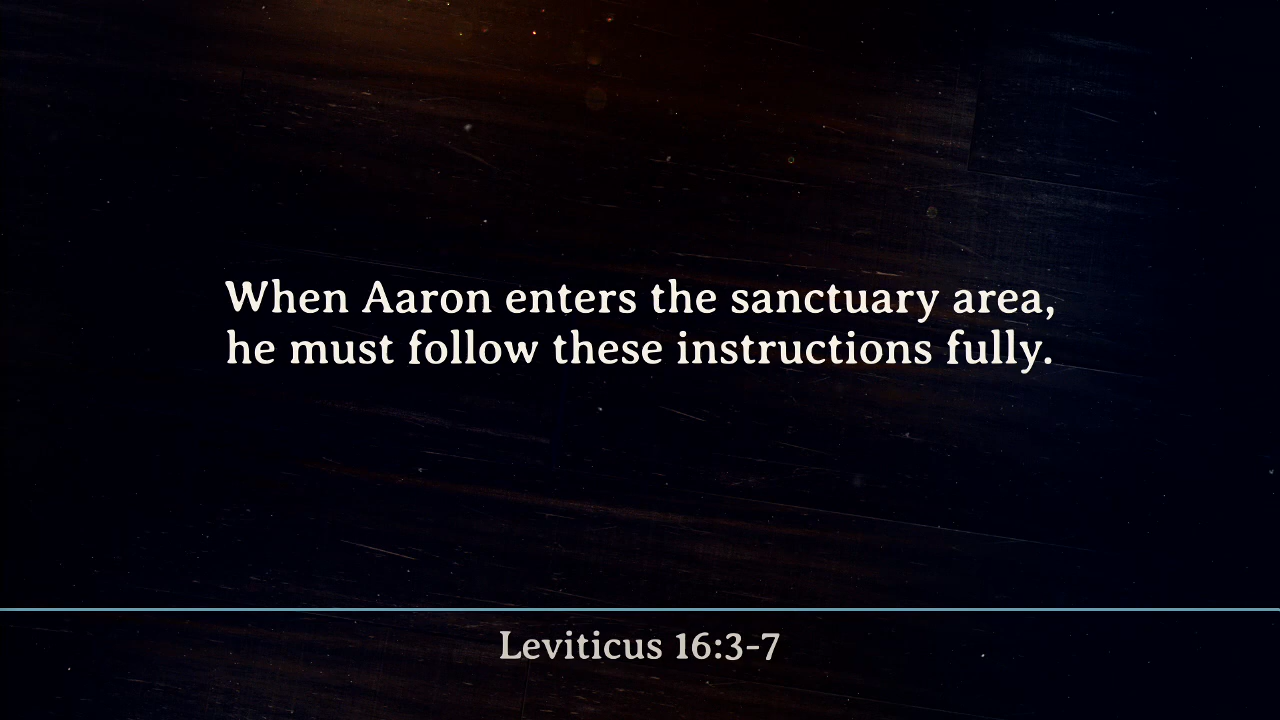 When Aaron enters the sanctuary area,
he must follow these instructions fully.
Leviticus 16:3-7